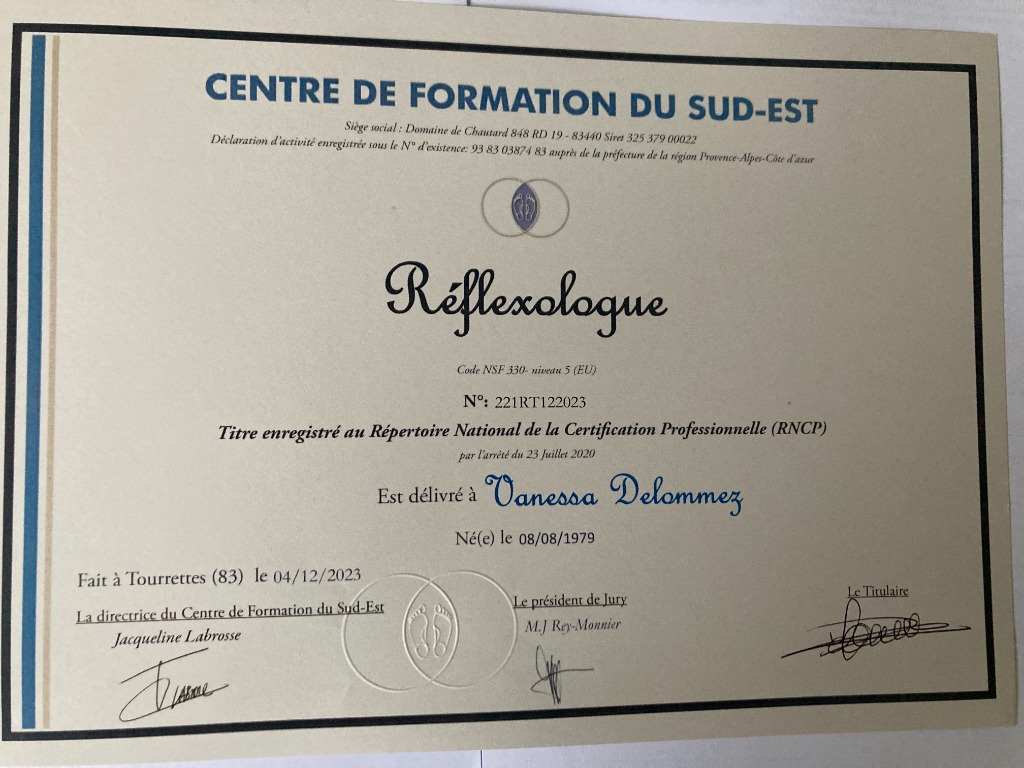 CENTRE DE FORMATION DU SUD-EST
Siège social : Domaine de Chautard 848 RD 19 - 83440 Siret 325 379 00022
Déclaration d'activité enregistrée sous le N° d'existence: 93 83 03874 83 auprès de la préfecture de la région Provence-Alpes-Côte d'azur
Réflexologue
Code NSF 330- niveau 5 (EU)
N°: 221RT122023
Titre enregistré au Répertoire National de la Certification Professionnelle (RNCP)
par l'arrêté du 23 Juillet 2020
Est délivré à Vanessa Delommez
Né(e) le 08/08/1979
Fait à Tourrettes (83) le 04/12/2023
La directrice du Centre de Formation du Sud-Est
Jacqueline Labrosse
Le président de Jury
M.J Rey-Monnier
Le Titulaire